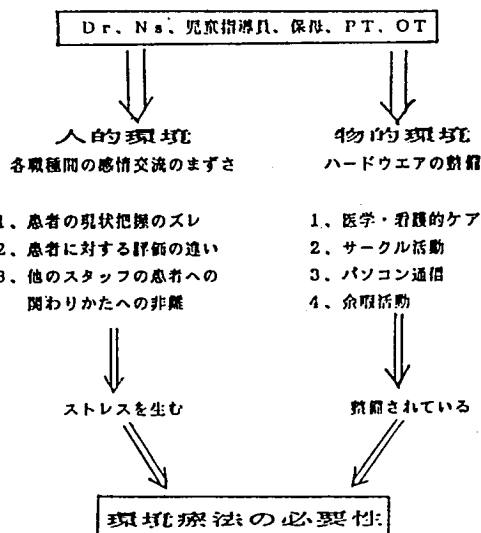 Dr、Ns、児童指導員、保母、PT、OT
人的環境
各職種間の感情交流のまずさ
1、患者の現状把握のズレ
2、患者に対する評価の違い
3、他のスタッフの患者への
関わりかたへの非難
ストレスを生む
物的環境
ハードウエアの整備
1、医学・看護的ケア
2、サークル活動
3、パソコン通信
4、余暇活動
整備されている
環境療法の必要性